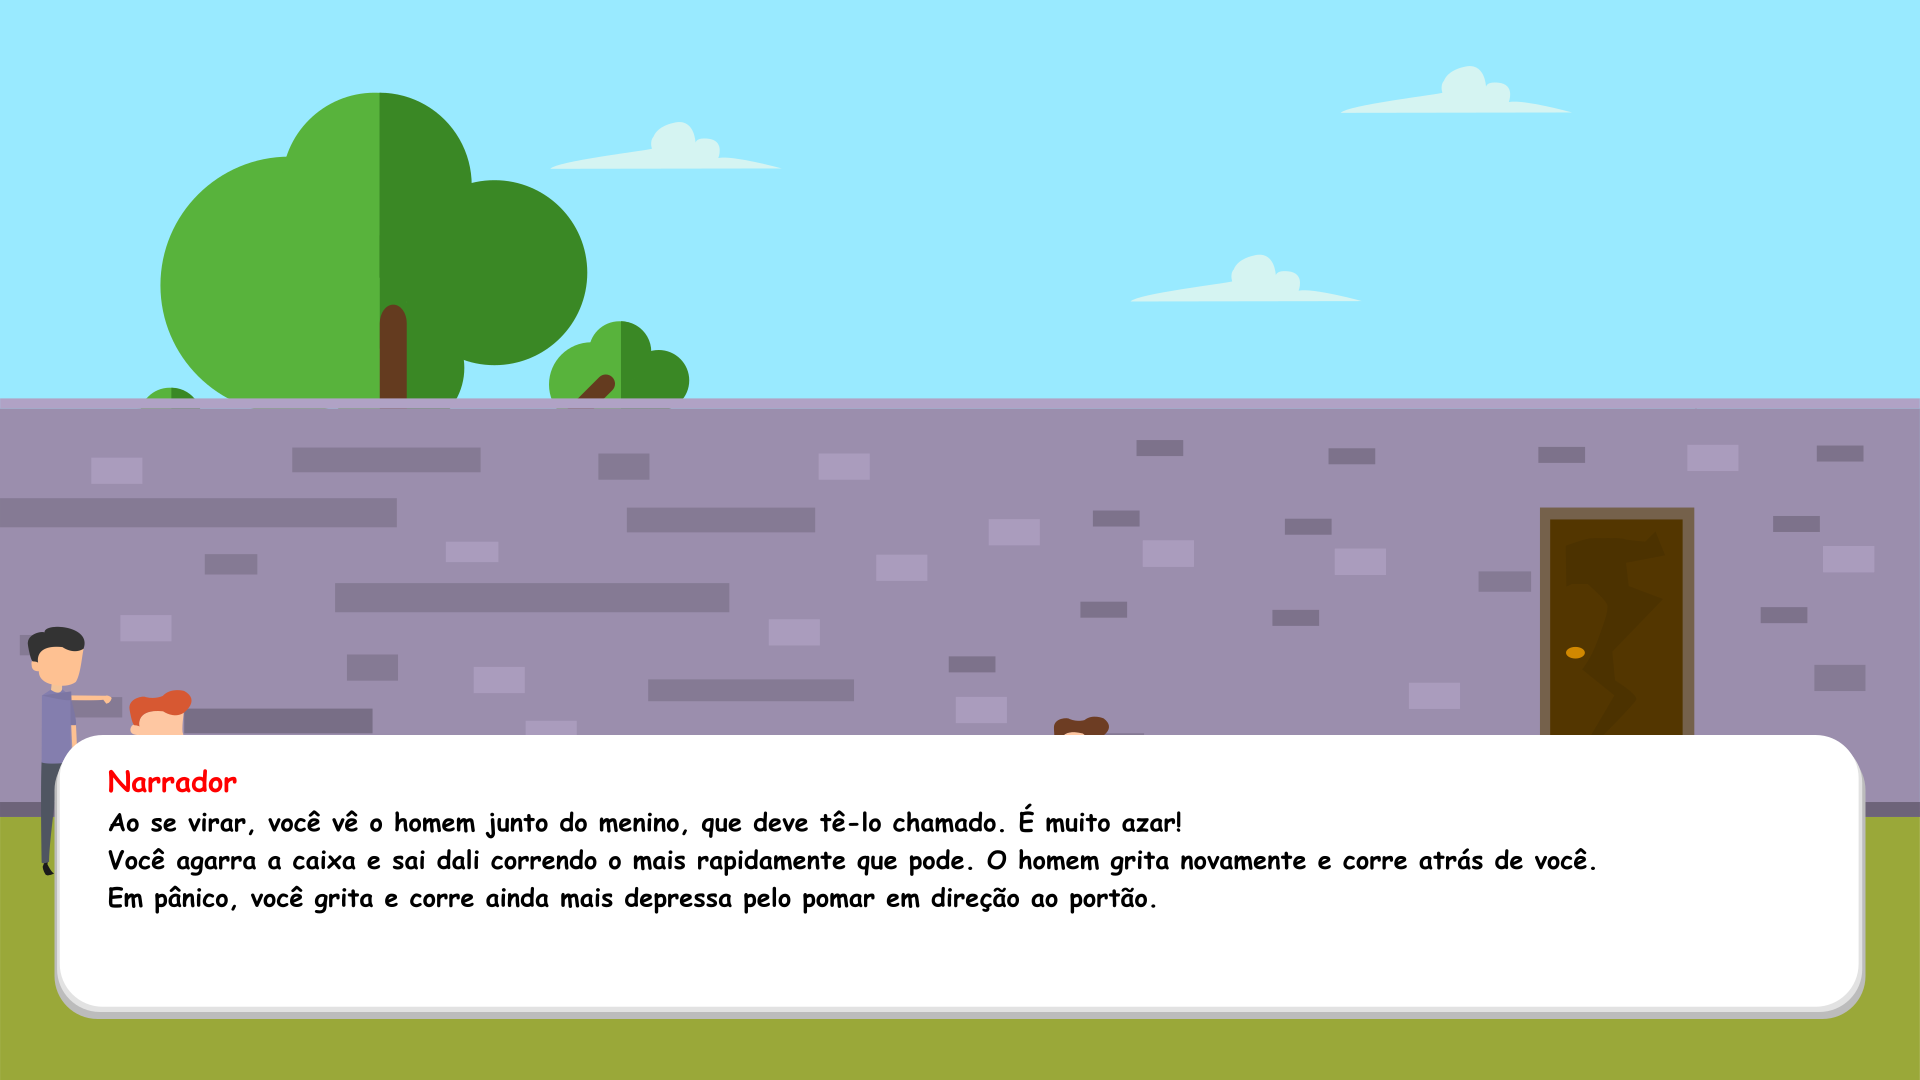 Narrador
Ao se virar, você vê o homem junto do menino, que deve tê-lo chamado. É muito azar!
Você agarra a caixa e sai dali correndo o mais rapidamente que pode. O homem grita novamente e corre atrás de você.
Em pânico, você grita e corre ainda mais depressa pelo pomar em direção ao portão.